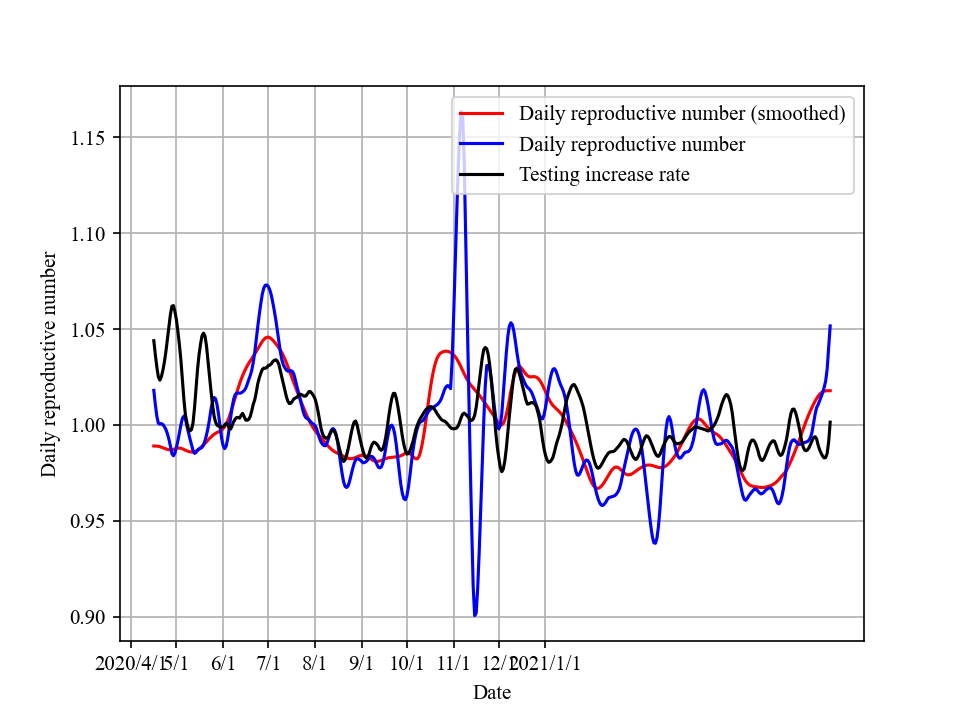 Daily reproductive number (smoothed)
Daily reproductive number
Testing increase rate
Daily reproductive number
1.15
1.10
1.05
1.00
0.95
0.90
2020/4/1 5/1 6/1 7/1 8/1 9/1 10/1 11/1 12/1 2021/1/1
Date